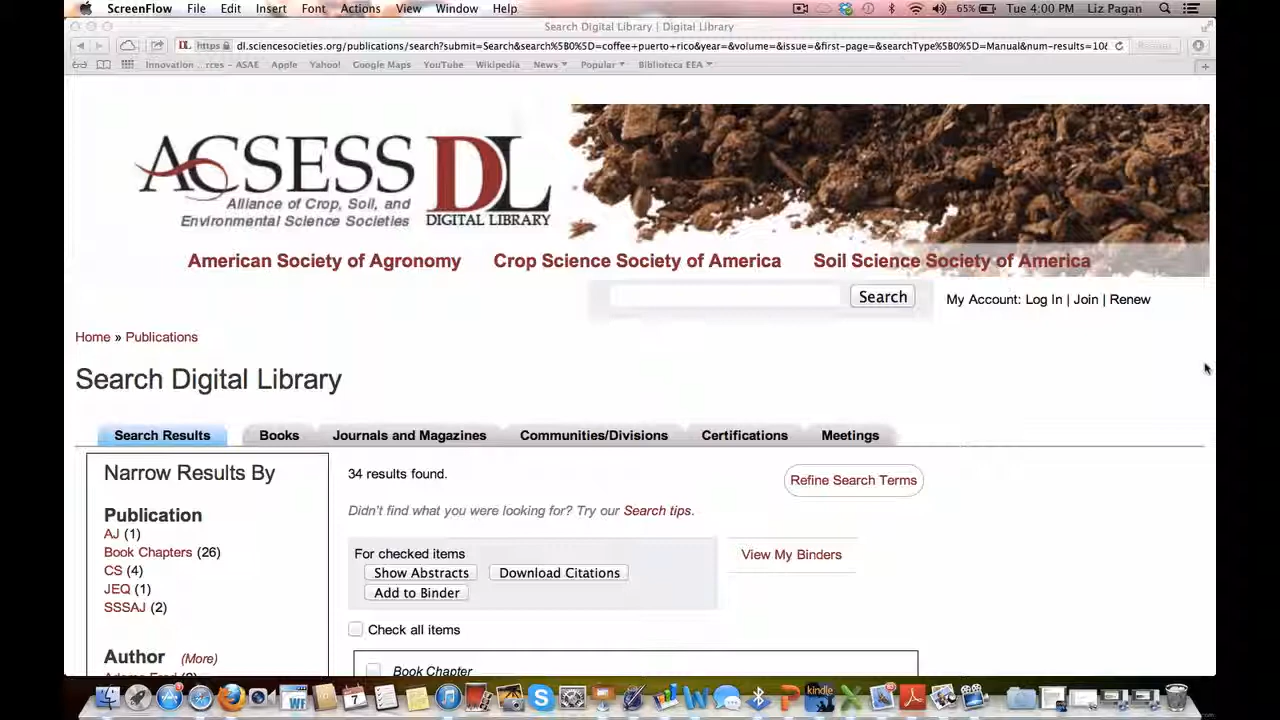 ScreenFlow File Edit Insert Font Actions View Window Help 65% Tue 4:00 PM Liz Pagan
Search Digital Library | Digital Library
DL https dl.sciencesocieties.org/publications/search?submit=Search&search%5B0%5D=coffee+puerto+rico&year=&volume=&issue=&first-page=&searchType%5B0%5D=Manual&num-results=10&
Innovation ...rces – ASAE Apple Yahoo! Google Maps YouTube Wikipedia News Popular Biblioteca EEA
ACSESS DL
Alliance of Crop, Soil, and
Environmental Science Societies
DIGITAL LIBRARY
American Society of Agronomy Crop Science Society of America Soil Science Society of America
Search My Account: Log In | Join | Renew
Home » Publications
Search Digital Library
Search Results Books Journals and Magazines Communities/Divisions Certifications Meetings
Narrow Results By
Publication
AJ (1)
Book Chapters (26)
CS (4)
JEQ (1)
SSSAJ (2)
Author (More)
34 results found.
Refine Search Terms
Didn't find what you were looking for? Try our Search tips.
For checked items
Show Abstracts Download Citations
Add to Binder
View My Binders
Check all items
Book Chapter